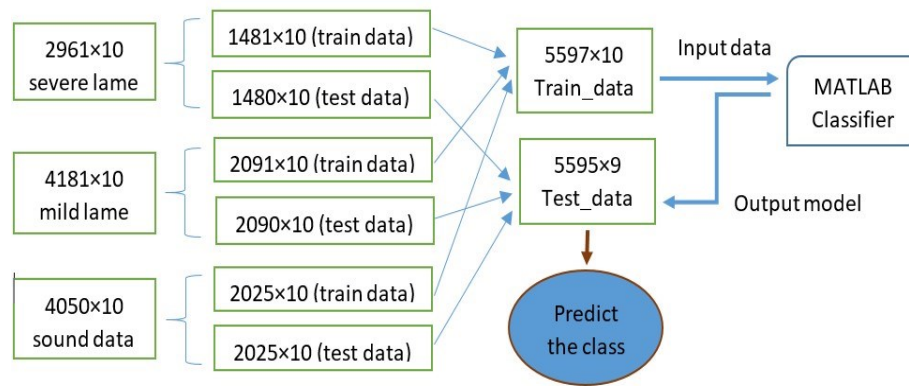 2961×10
severe lame
1481×10 (train data)
1480×10 (test data)
4181×10
mild lame
2091×10 (train data)
2090×10 (test data)
4050×10
sound data
2025×10 (train data)
2025×10 (test data)
5597×10
Train_data
5595×9
Test_data
Input data
MATLAB
Classifier
Output model
Predict
the class